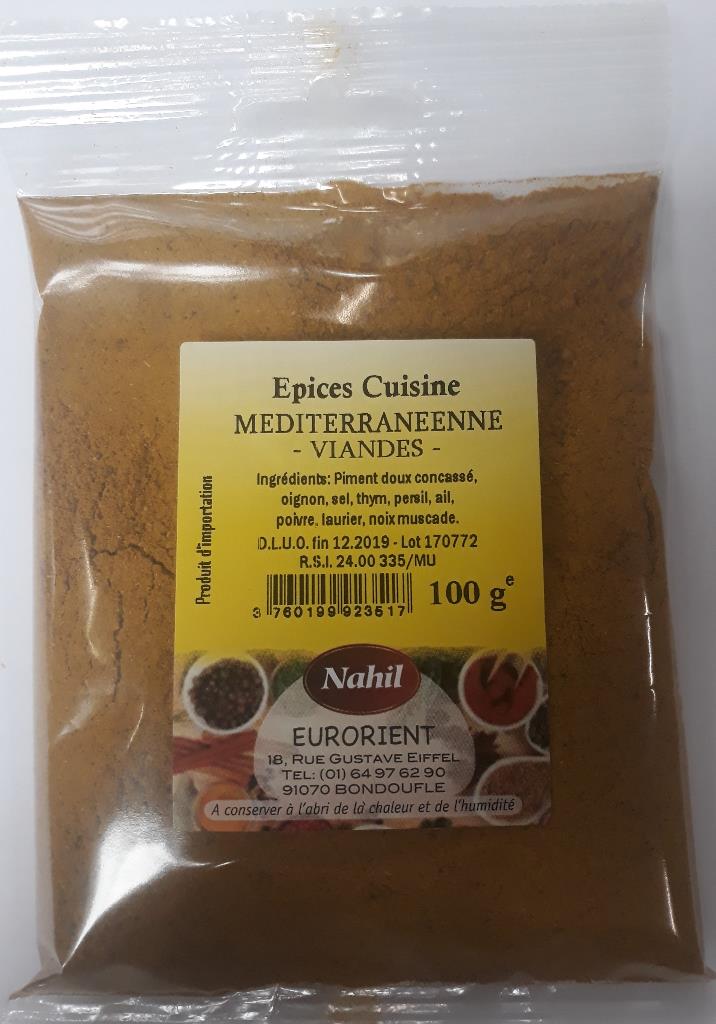 Epices Cuisine
MEDITERRANEENNE
- VIANDES -
Ingrédients: Piment doux concassé,
oignon, sel, thym, persil, ail,
poivre, laurier, noix muscade.
D.L.U.O. fin 12.2019 - Lot 170772
R.S.I. 24.00 335/MU
3 760199 923617
100 g e
Produit d'importation
Nahil
EURORIENT
18, RUE GUSTAVE EIFFEL
TEL: (01) 64 97 62 90
91070 BONDOUFLE
A conserver à l'abri de la chaleur et de l'humidité